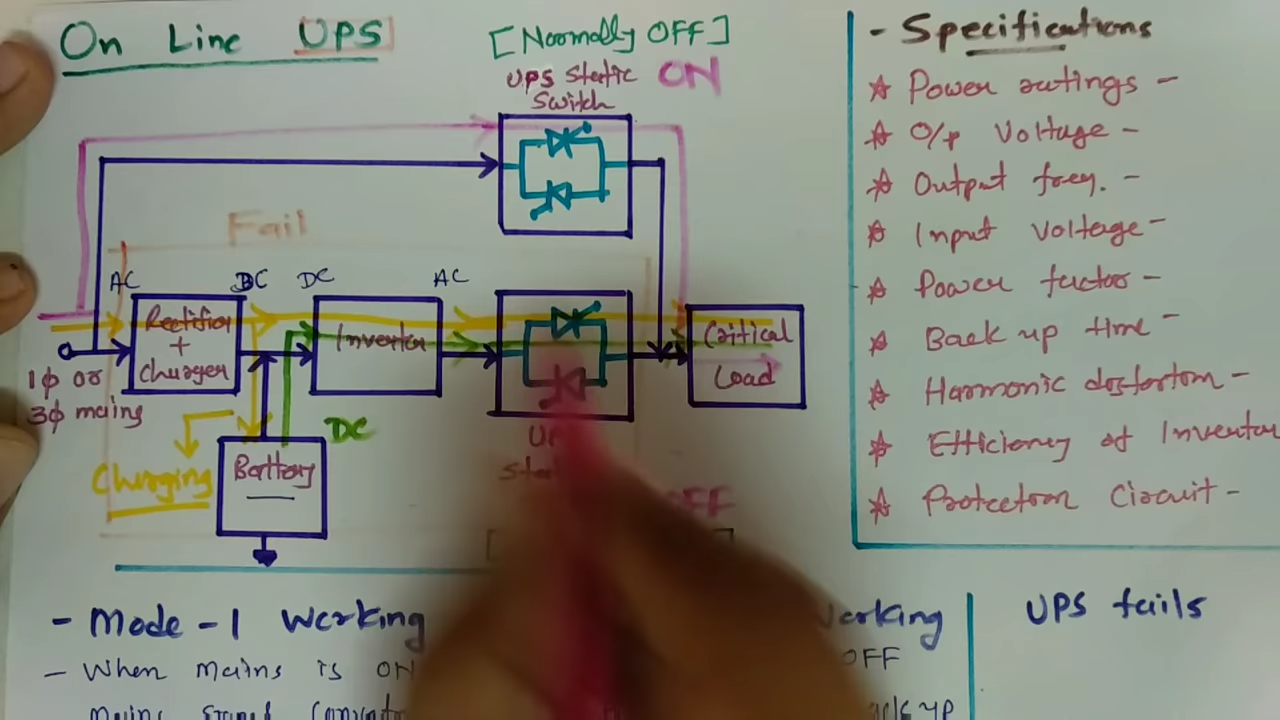 On Line UPS
[Normally OFF]
UPS Static ON
Switch
Fail
AC DC DC AC
Rectifier
+
charger
Inverter
Critical
Load
1ϕ or
3ϕ mains
DC
Charging
Battery
OFF
- Specifications
☆ Power ratings -
☆ O/p Voltage -
☆ Output freq. -
☆ Input Voltage -
☆ Power factor -
☆ Back up time -
☆ Harmonic distortion -
☆ Efficiency of Inverter
☆ Protection Circuit -
- Mode - 1 Working
- When mains is ON
OFF
UPS fails